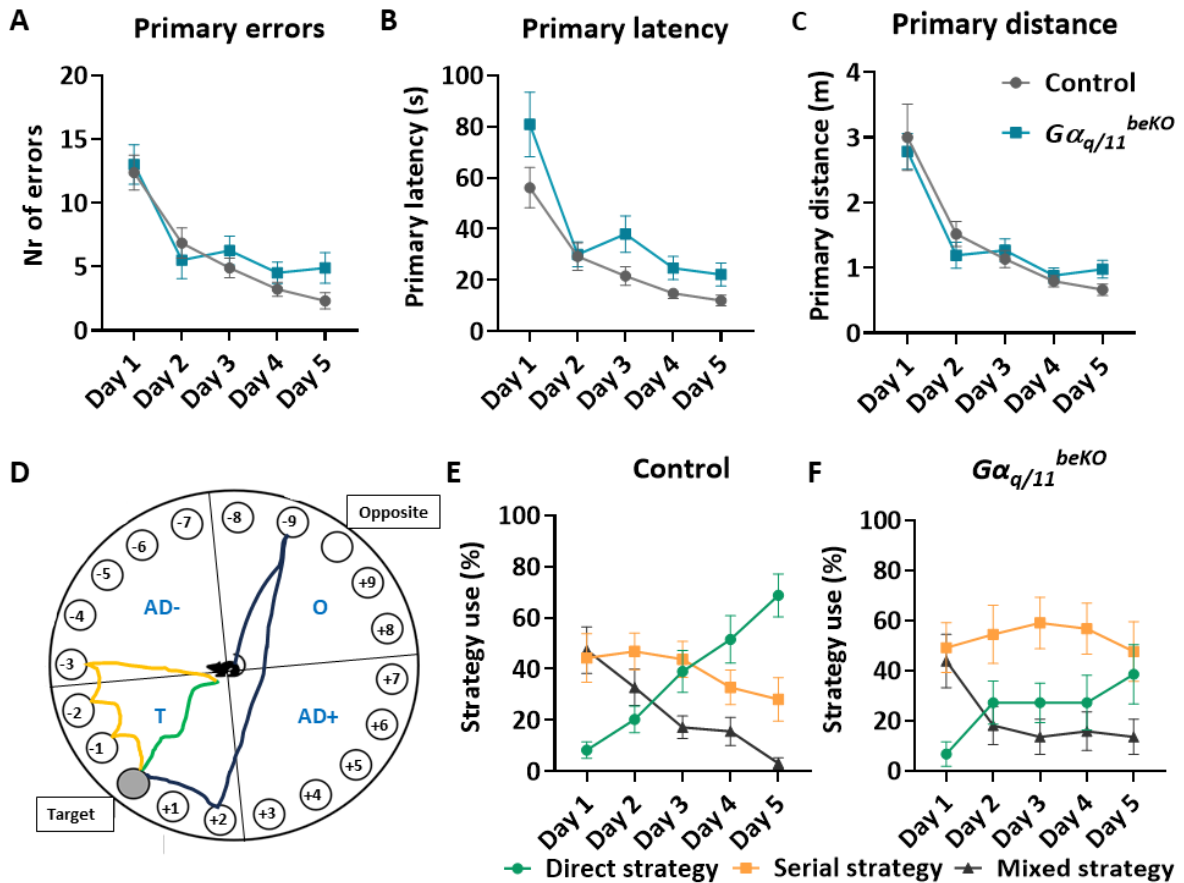 A
Primary errors
Nr of errors
20
15
10
5
0
Day 1
Day 2
Day 3
Day 4
Day 5
B
Primary latency
Primary latency (s)
100
80
60
40
20
0
Day 1
Day 2
Day 3
Day 4
Day 5
C
Primary distance
Primary distance (m)
4
3
2
1
0
Day 1
Day 2
Day 3
Day 4
Day 5
Control
Gα q/11 beKO
D
-8
-9
Opposite
-7
-6
+9
-5
AD-
O
-4
+8
-3
+7
-2
T
AD+
+6
-1
+5
Target
+1
+2
+3
+4
E
Control
Strategy use (%)
100
80
60
40
20
0
Day 1
Day 2
Day 3
Day 4
Day 5
F
Gα q/11 beKO
Strategy use (%)
100
80
60
40
20
0
Day 1
Day 2
Day 3
Day 4
Day 5
Direct strategy
Serial strategy
Mixed strategy